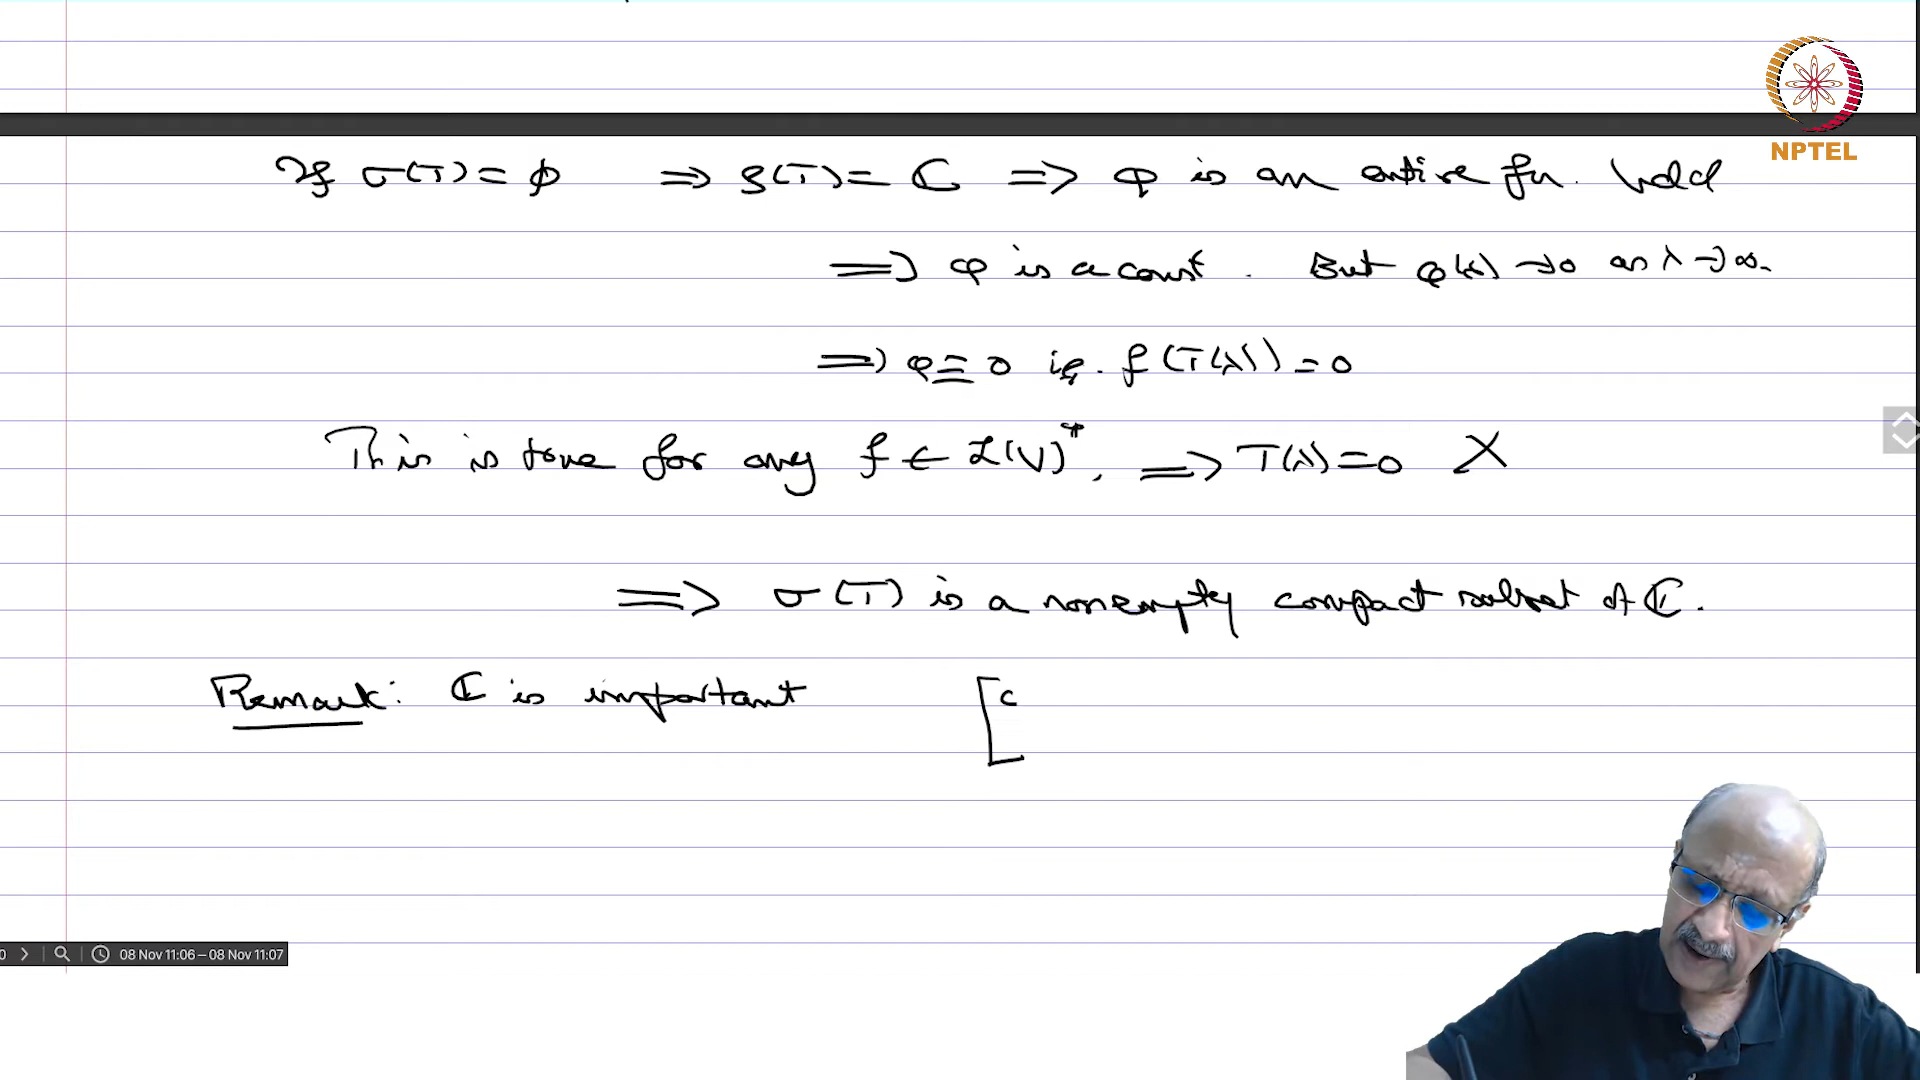 NPTEL
If σ(T) = φ ⇒ ρ(T) = ℂ ⇒ φ is an entire fn. bdd
⇒ φ is a const. But φ(λ) → 0 as λ → ∞.
⇒ φ ≡ 0 i.e. f(T(λ)) = 0
This is true for any f ∈ ℒ(V)*. ⇒ T(λ) = 0 X
⇒ σ(T) is a nonempty compact subset of ℂ.
Remark: ℂ is important [c
08 Nov 11:06 – 08 Nov 11:07